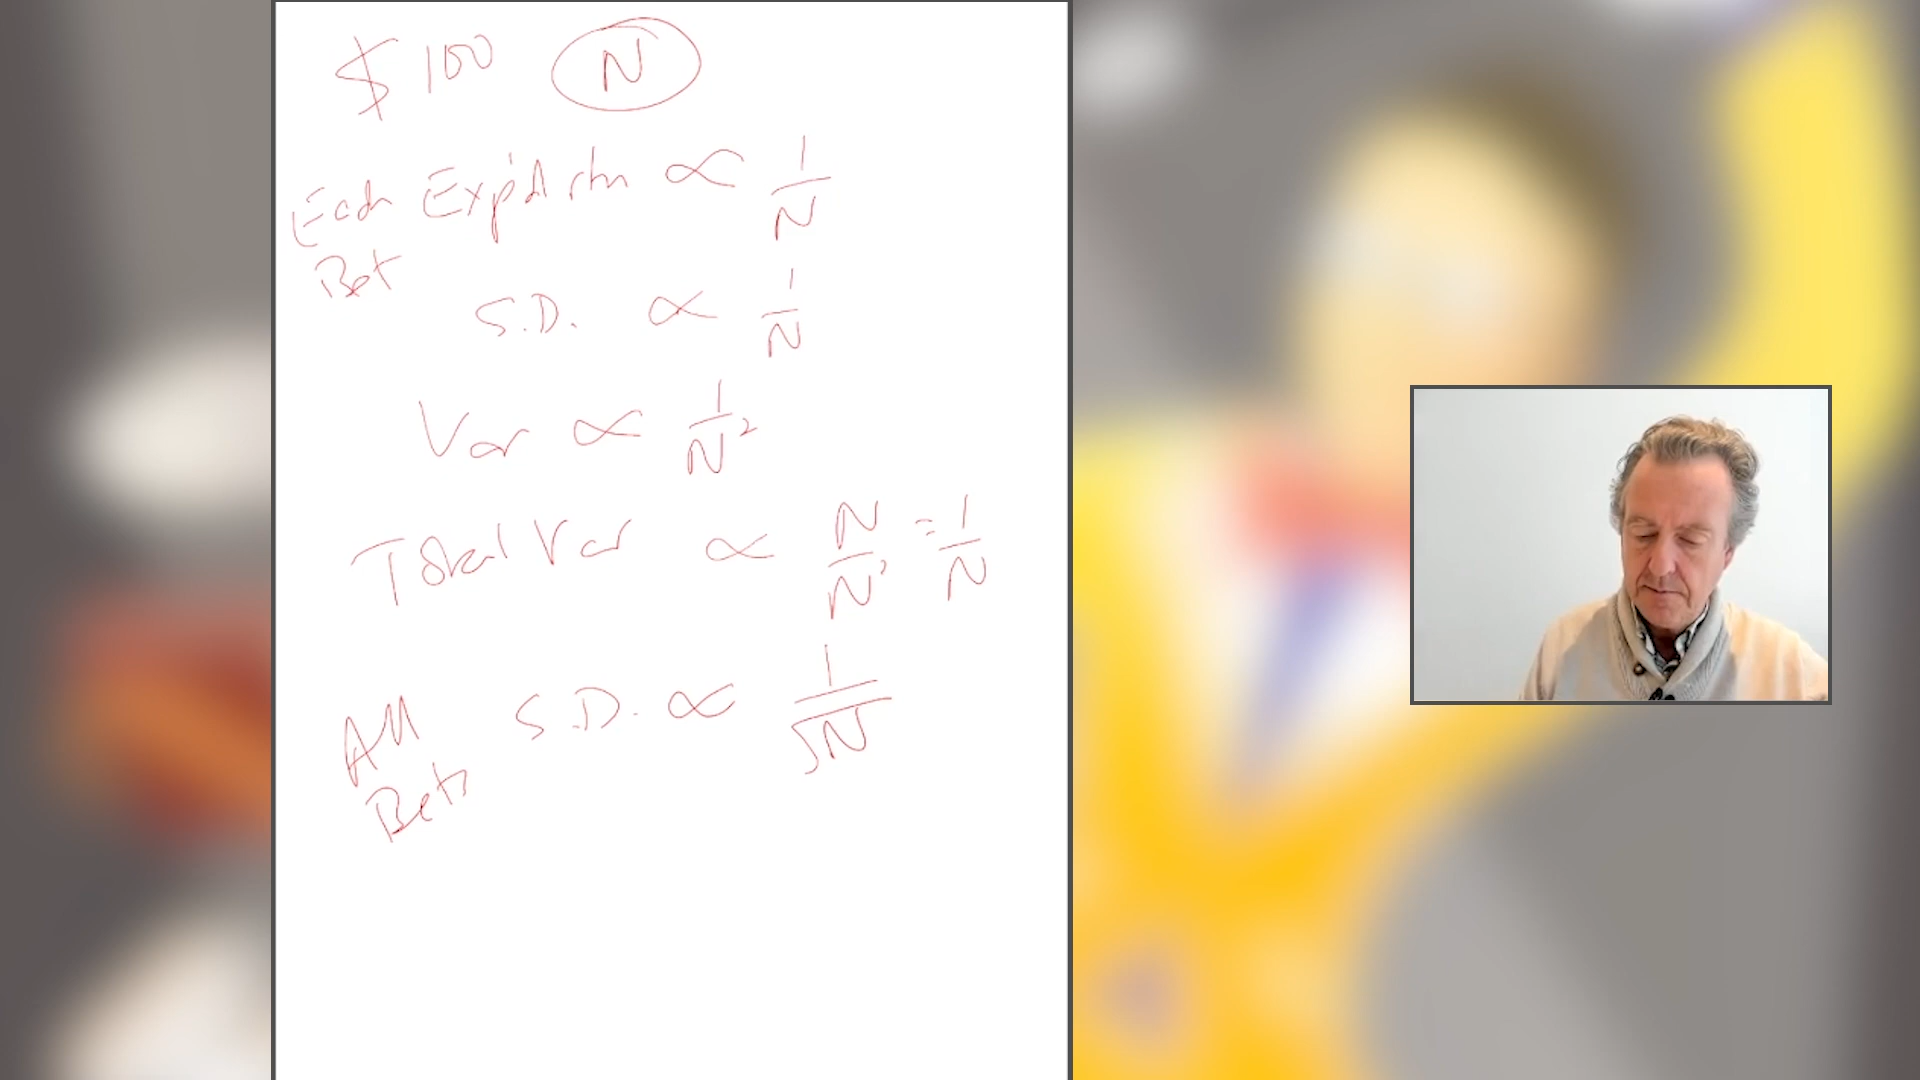 $ 100 N
Each Exp'd rtn ∝ 1/N
Bet
S.D. ∝ 1/N
Var ∝ 1/N²
Total Var ∝ N/N² = 1/N
All S.D. ∝ 1/√N
Bets